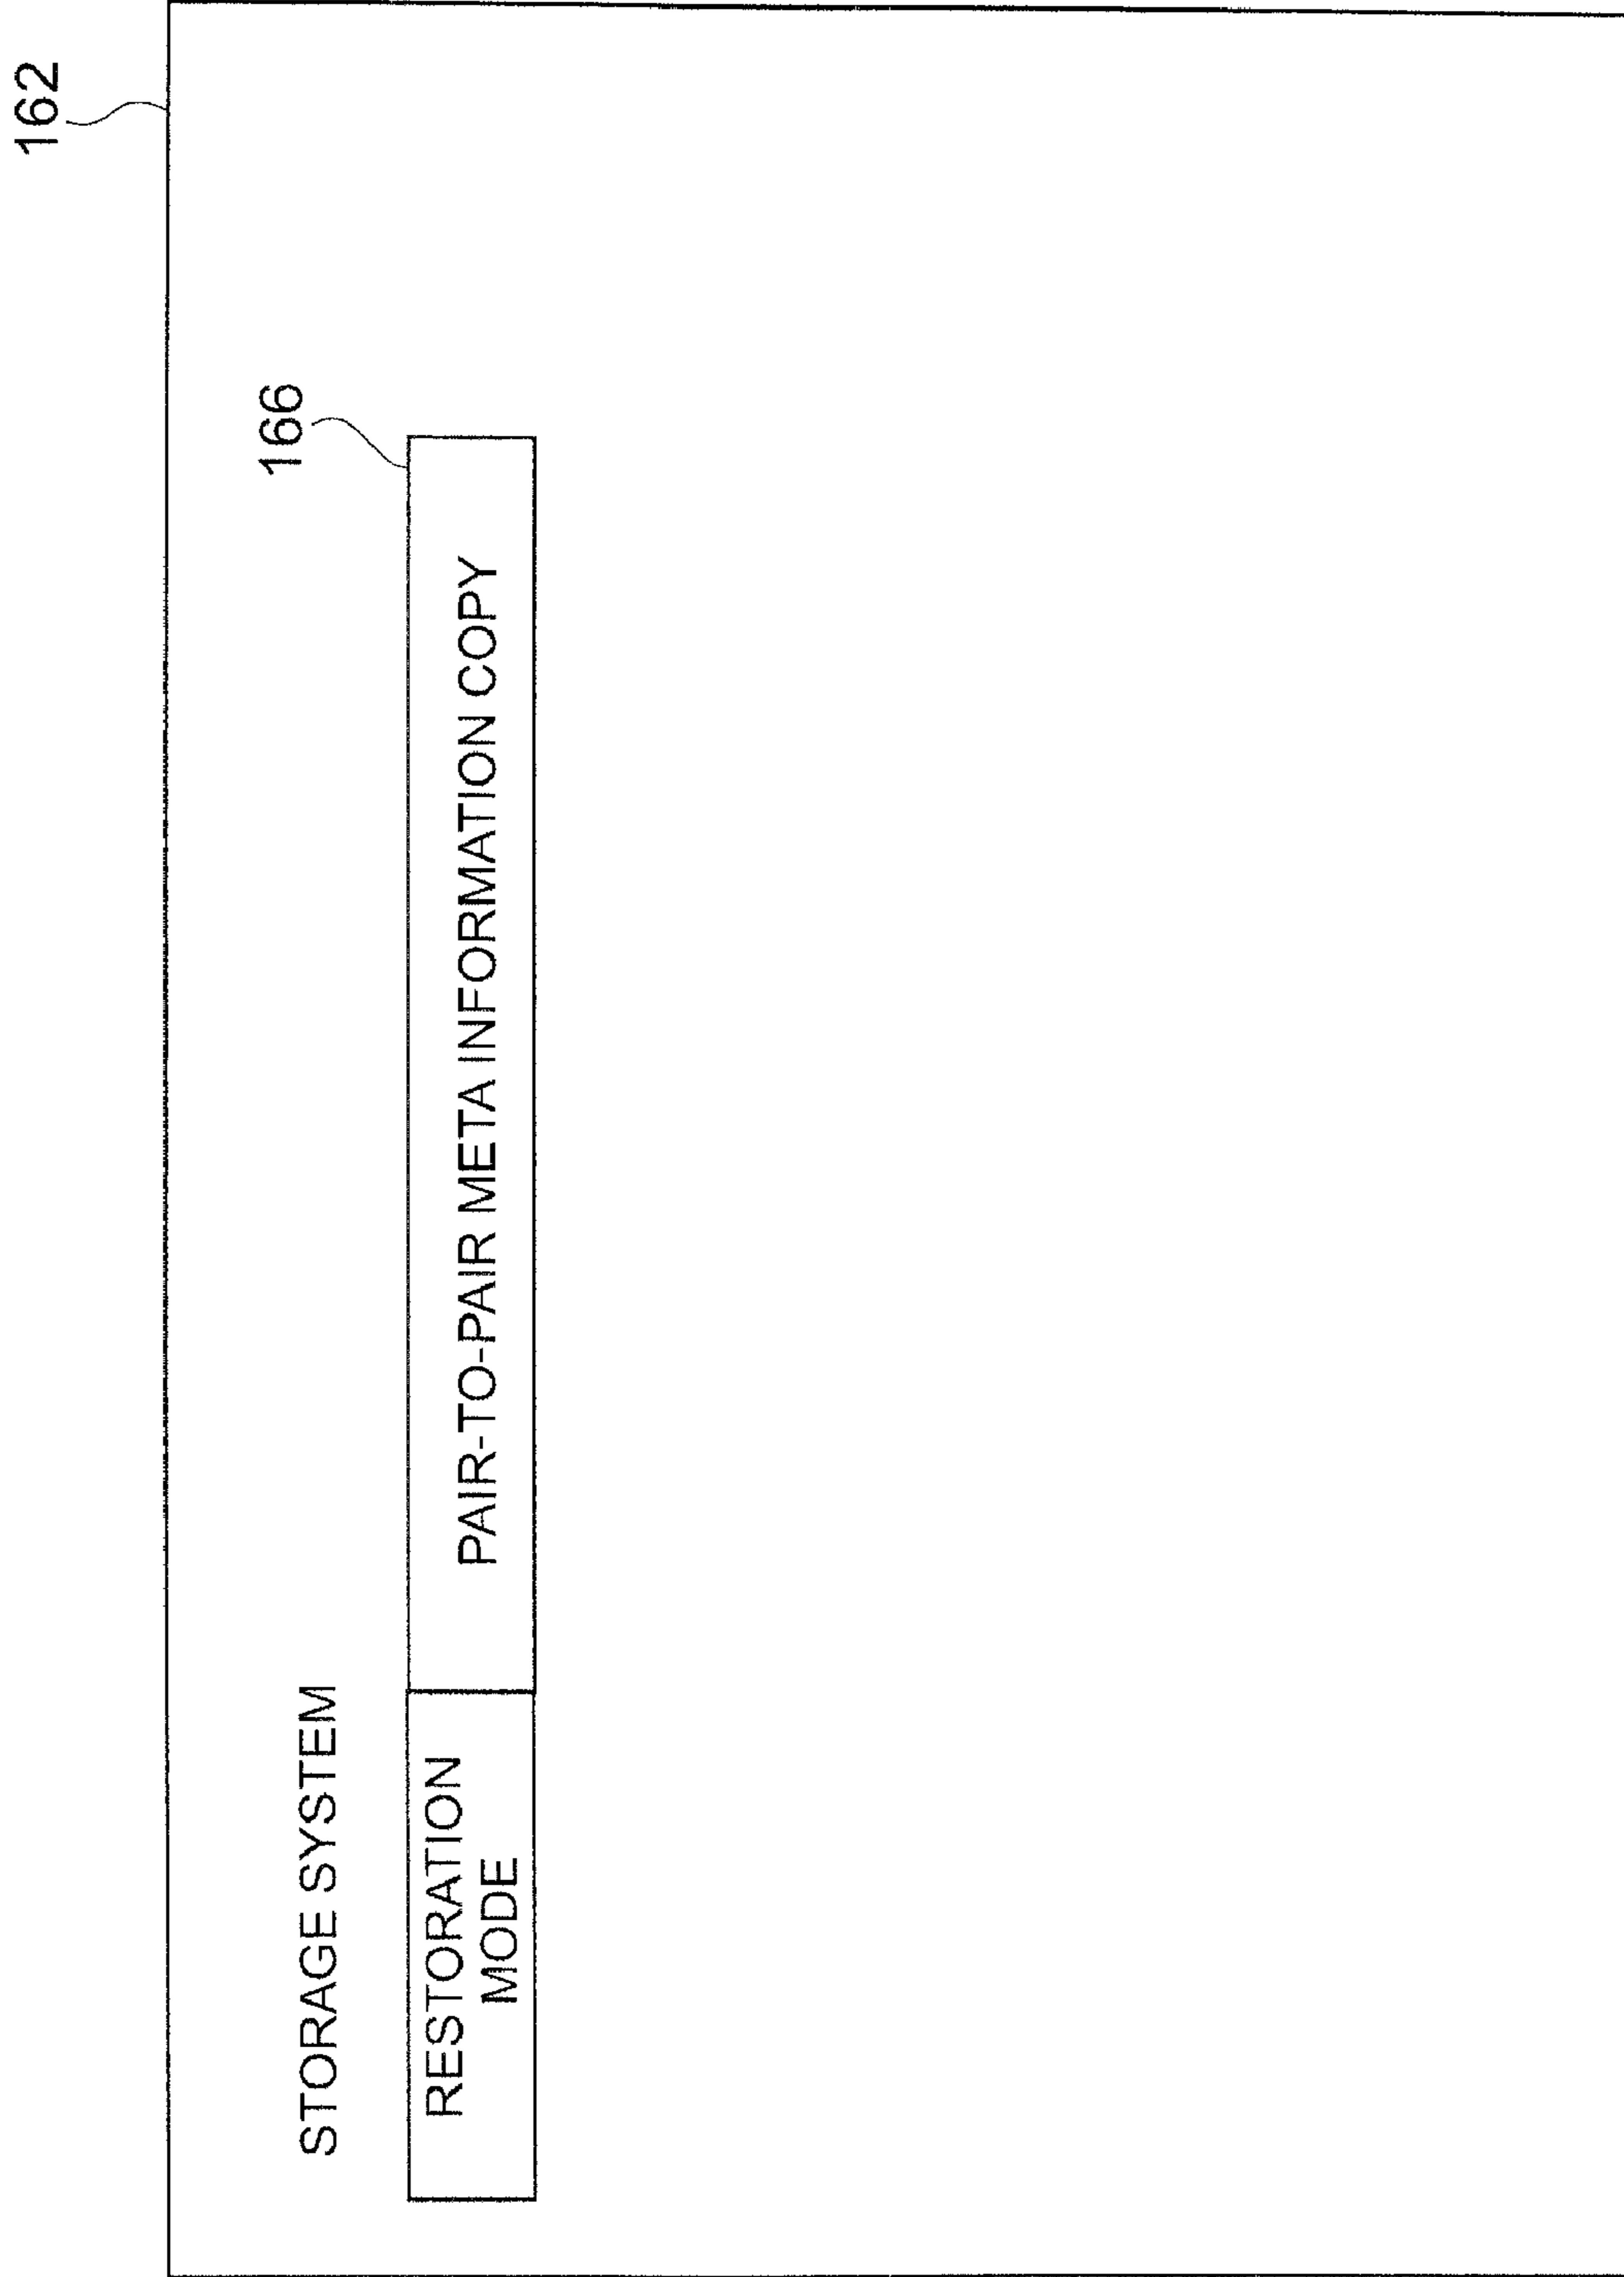 162
STORAGE SYSTEM
166
RESTORATION
MODE
PAIR-TO-PAIR META INFORMATION COPY